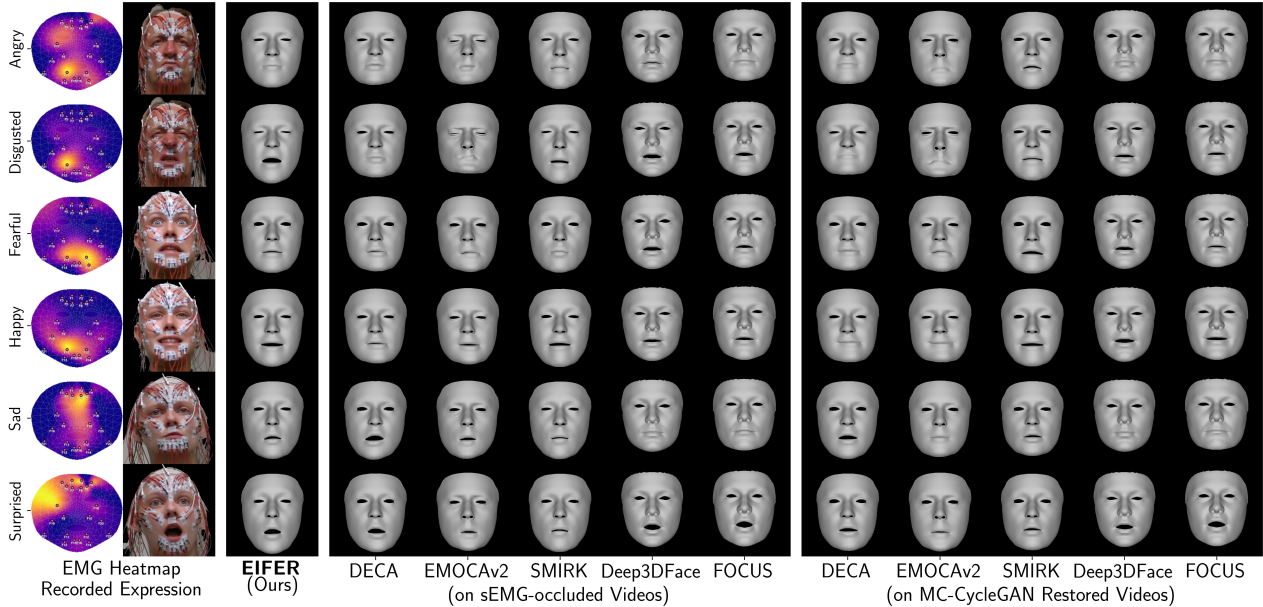 Angry
Disgusted
Fearful
Happy
Sad
Surprised
EMG Heatmap
Recorded Expression
EIFER
(Ours)
DECA EMOCAv2 SMIRK Deep3DFace FOCUS
(on sEMG-occluded Videos)
DECA EMOCAv2 SMIRK Deep3DFace FOCUS
(on MC-CycleGAN Restored Videos)